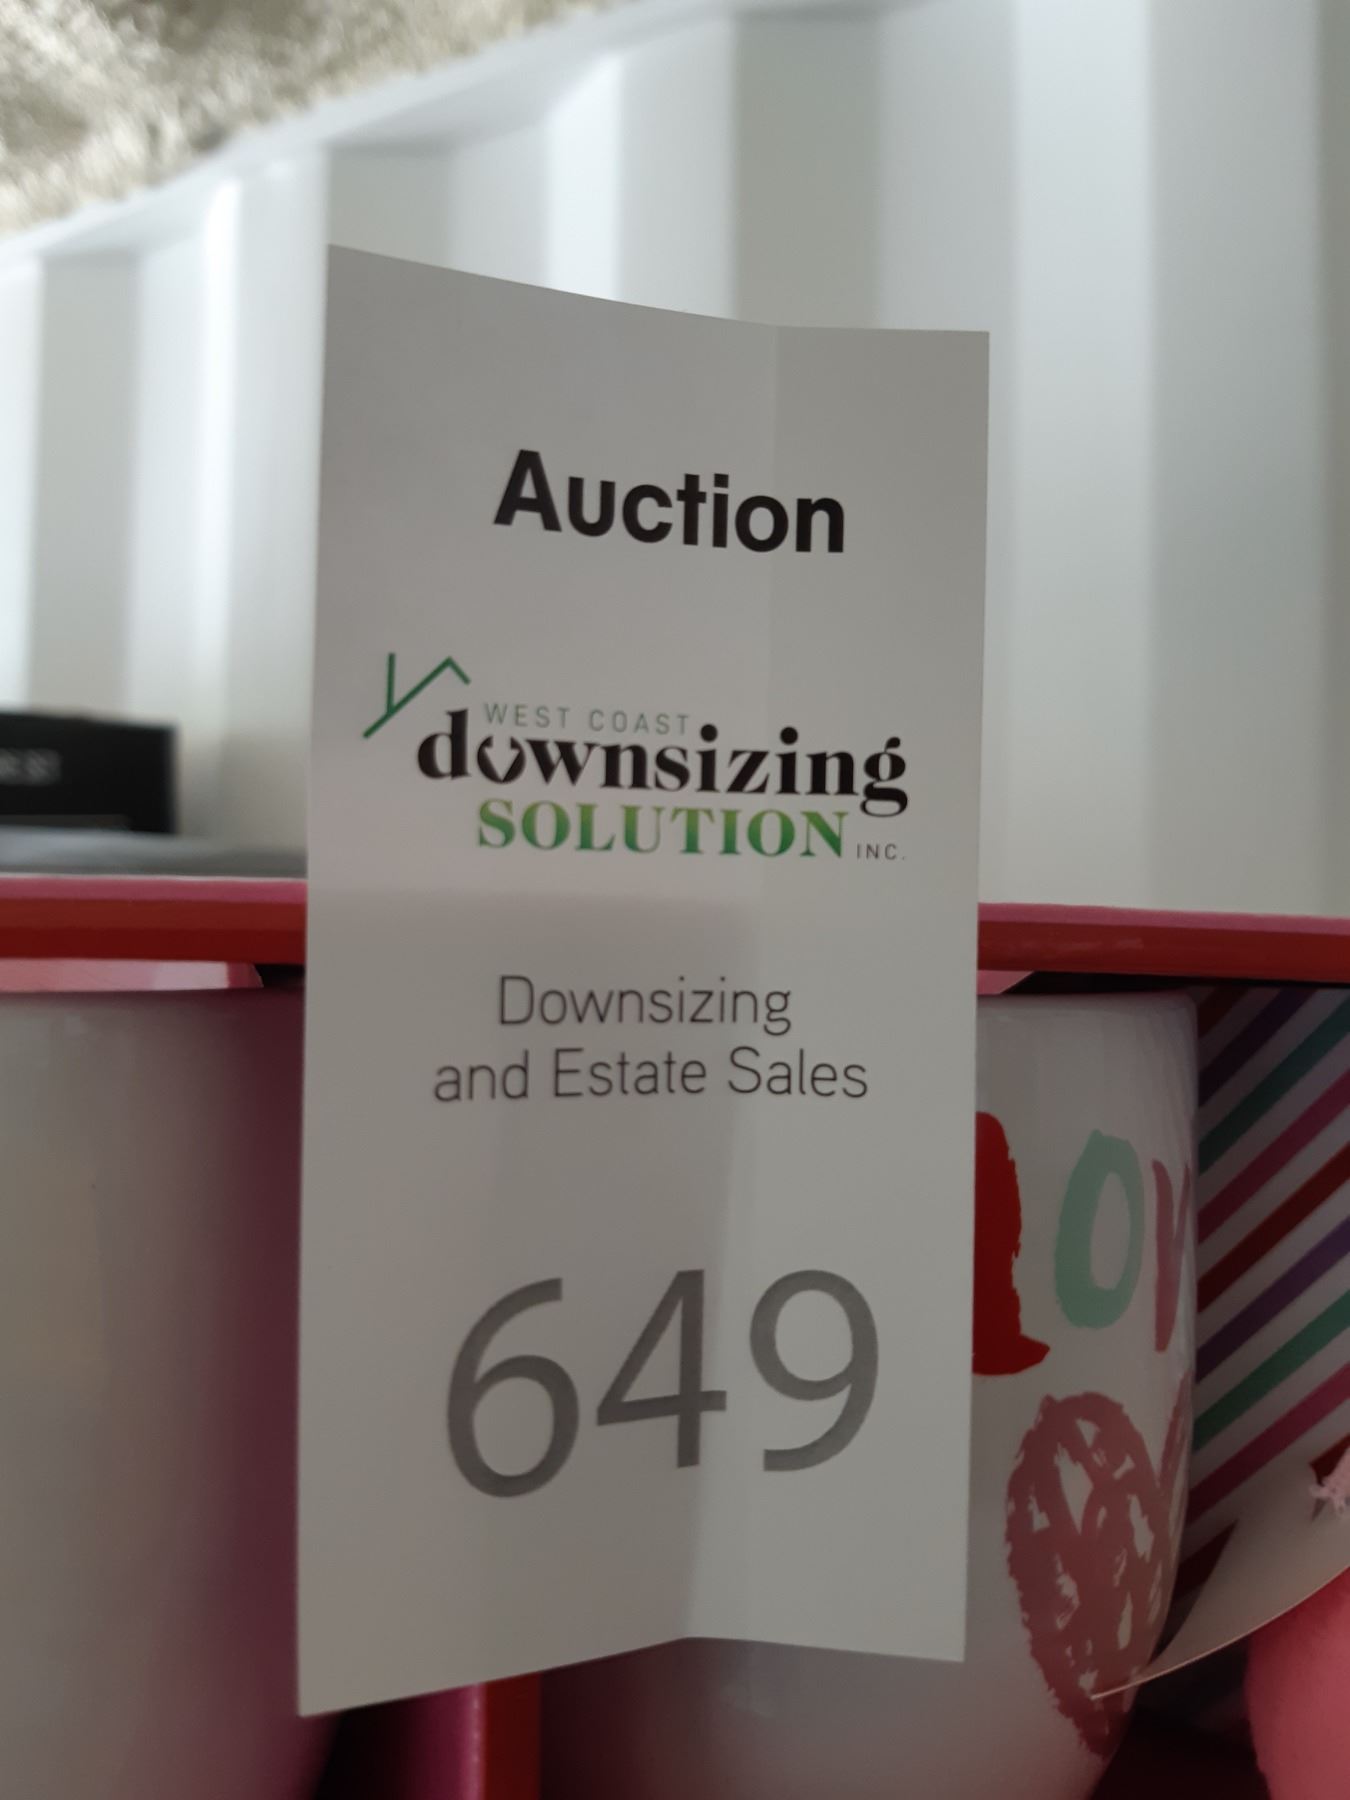 Auction
WEST COAST
downsizing
SOLUTION INC.
Downsizing
and Estate Sales
649